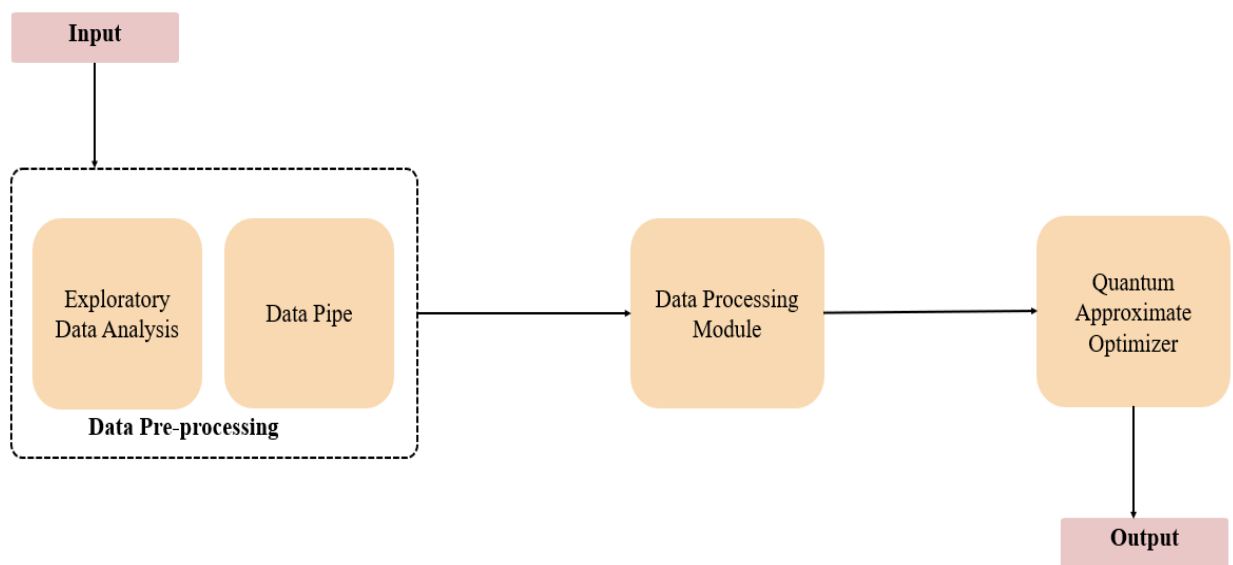 Input
Exploratory
Data Analysis
Data Pipe
Data Pre-processing
Data Processing
Module
Quantum
Approximate
Optimizer
Output